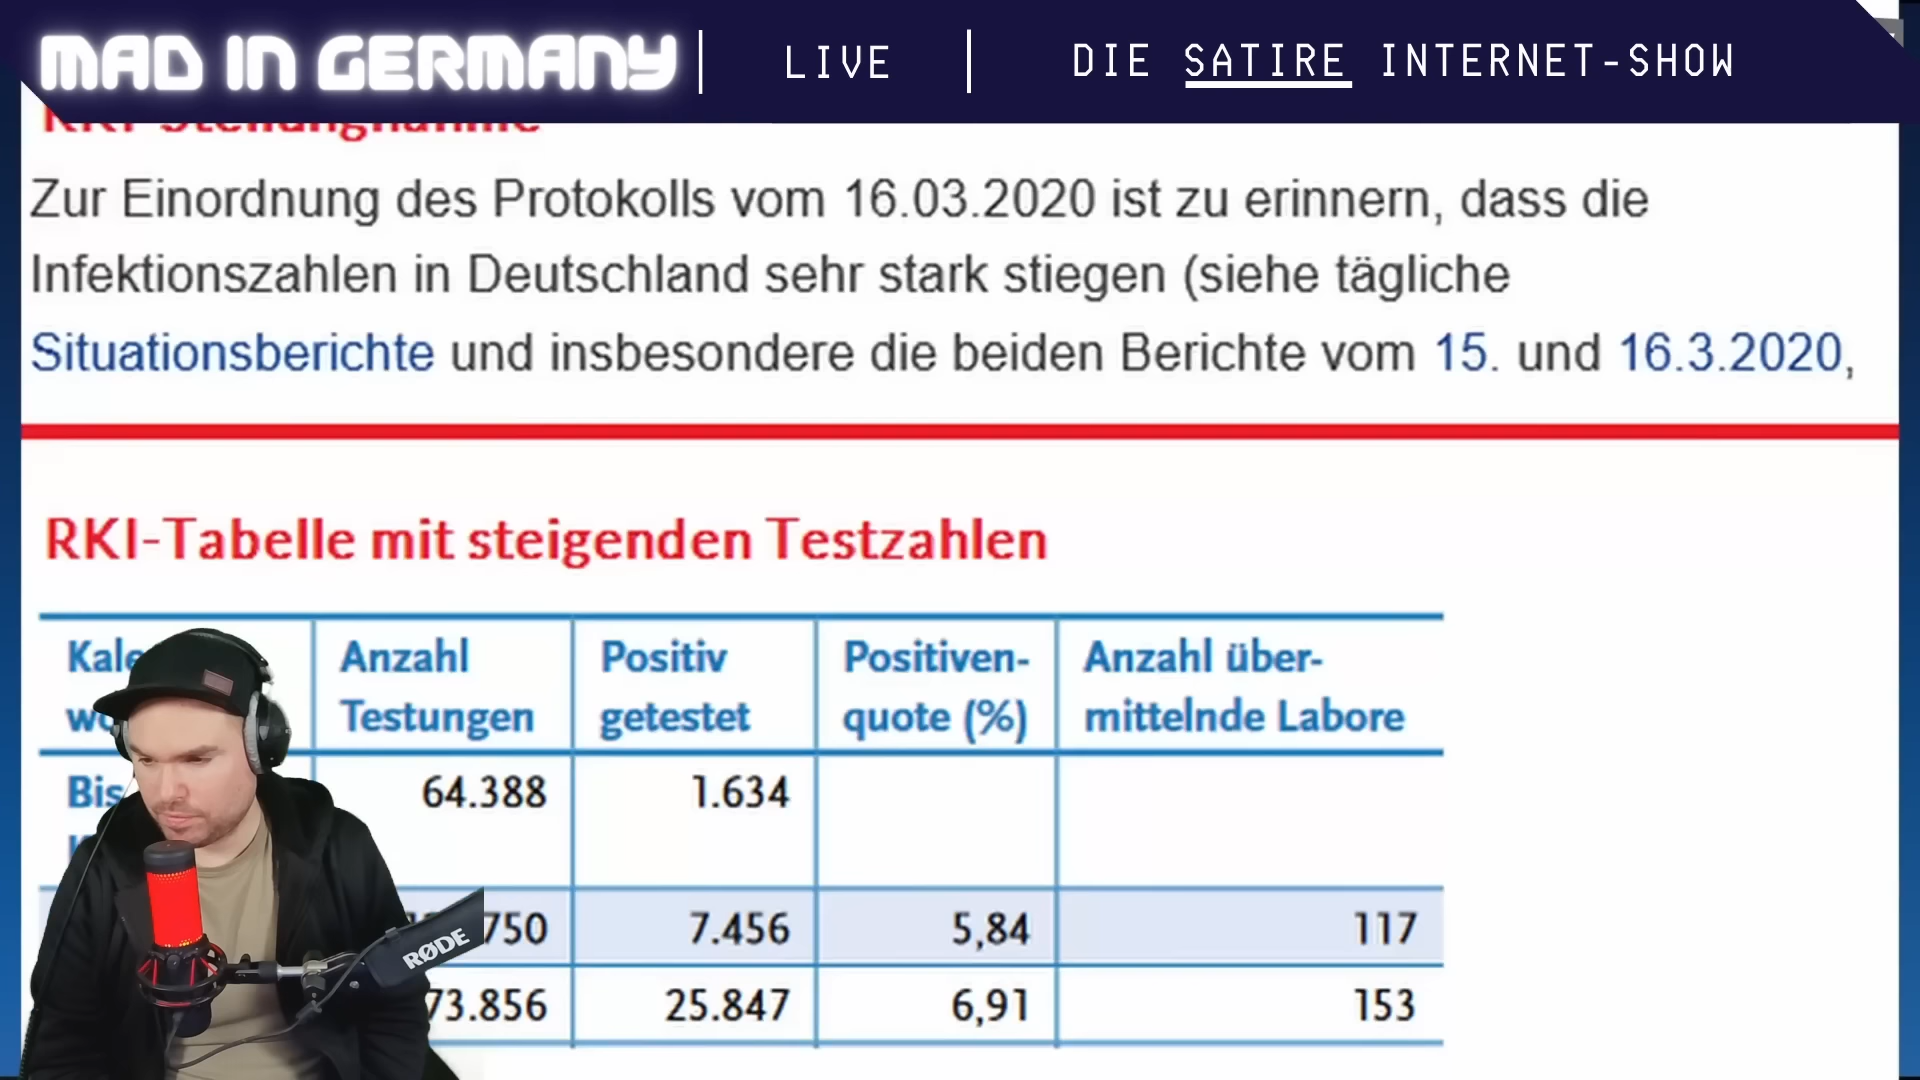 MAD IN GERMANY LIVE DIE SATIRE INTERNET-SHOW
RKI-Stellungnahme
Zur Einordnung des Protokolls vom 16.03.2020 ist zu erinnern, dass die
Infektionszahlen in Deutschland sehr stark stiegen (siehe tägliche
Situationsberichte und insbesondere die beiden Berichte vom 15. und 16.3.2020,
RKI-Tabelle mit steigenden Testzahlen
Anzahl Positiv Positiven- Anzahl über-
Testungen getestet quote (%) mittelnde Labore
Bis 64.388 1.634
750 7.456 5,84 117
73.856 25.847 6,91 153
RØDE